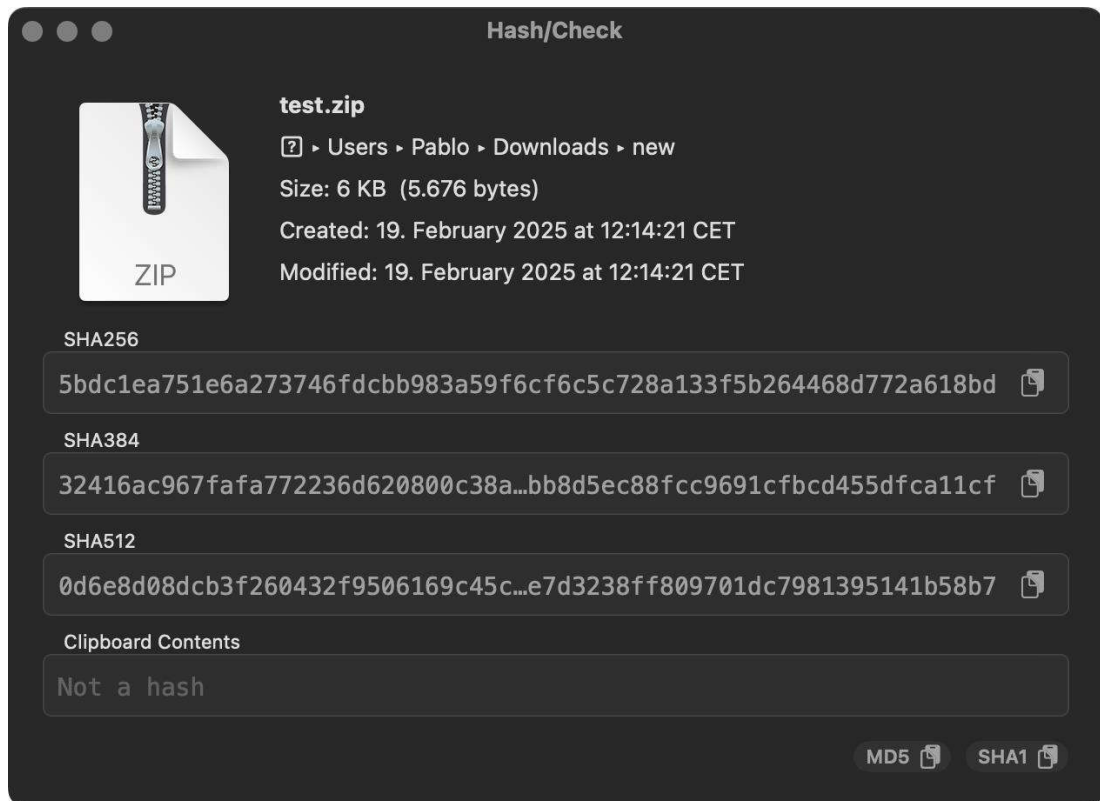 Hash/Check
test.zip
? ▸ Users ▸ Pablo ▸ Downloads ▸ new
Size: 6 KB (5.676 bytes)
Created: 19. February 2025 at 12:14:21 CET
Modified: 19. February 2025 at 12:14:21 CET
ZIP
SHA256
5bdc1ea751e6a273746fdcbb983a59f6cf6c5c728a133f5b264468d772a618bd
SHA384
32416ac967fafa772236d620800c38a…bb8d5ec88fcc9691cfbcd455dfca11cf
SHA512
0d6e8d08dcb3f260432f9506169c45c…e7d3238ff809701dc7981395141b58b7
Clipboard Contents
Not a hash
MD5 SHA1